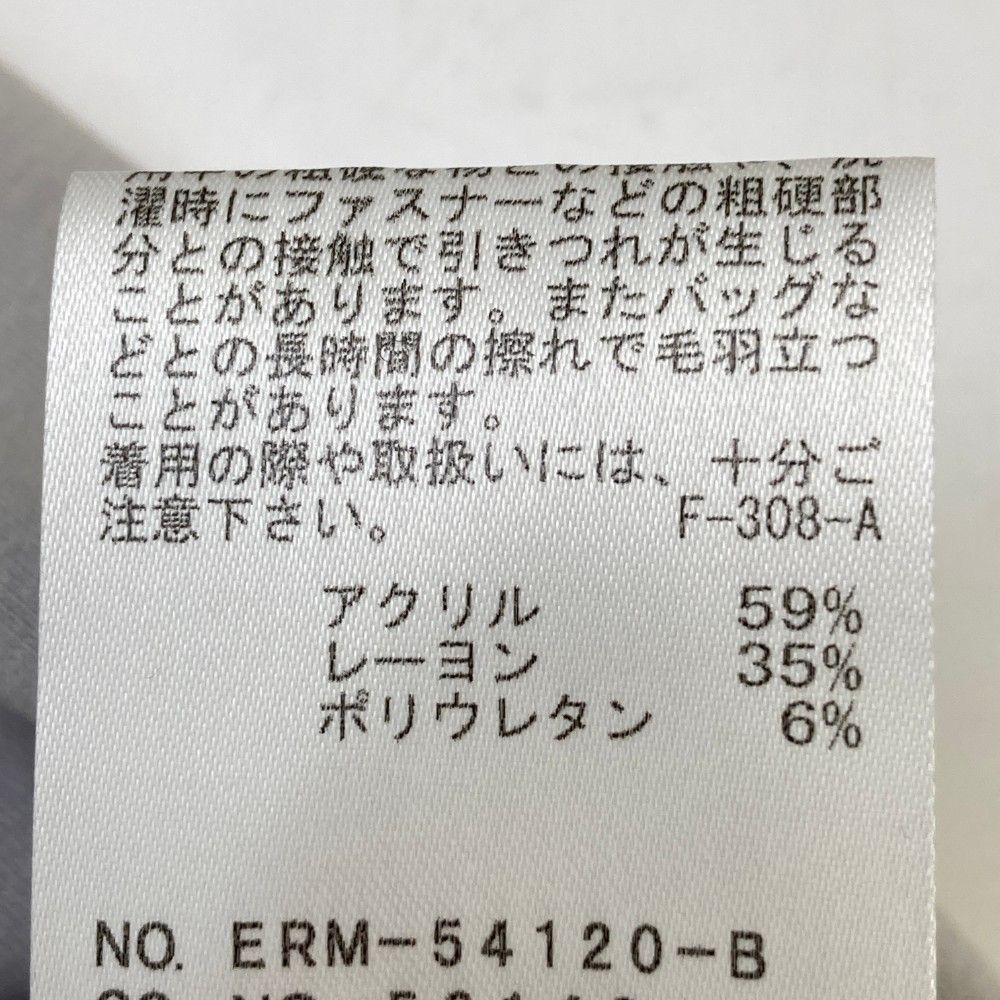 濯時にファスナーなどの粗硬部
分との接触で引きつれが生じる
ことがあります。またバッグな
どとの長時間の擦れで毛羽立つ
ことがあります。
着用の際や取扱いには、十分ご
注意下さい。 F-308-A
アクリル 59%
レーヨン 35%
ポリウレタン 6%
NO. ERM-54120-B